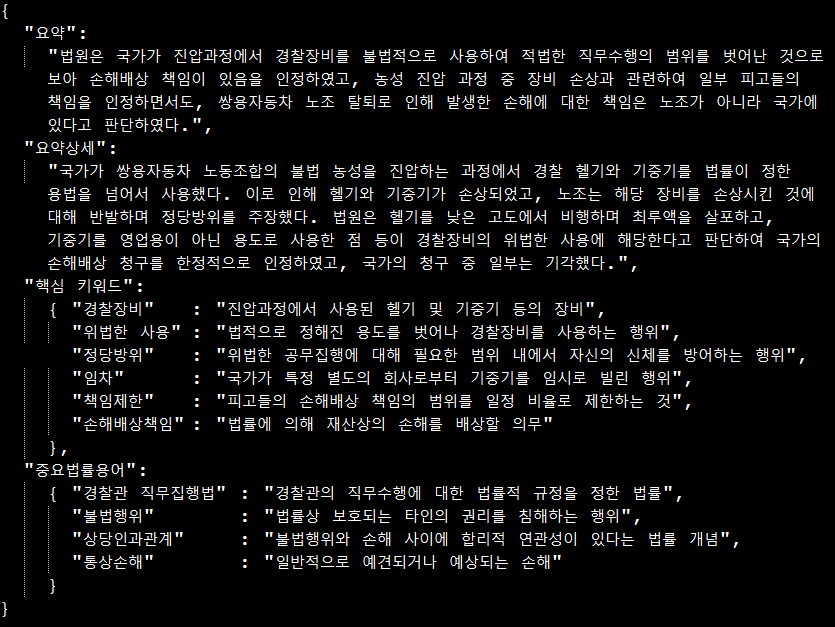 {
"요약":
"법원은 국가가 진압과정에서 경찰장비를 불법적으로 사용하여 적법한 직무수행의 범위를 벗어난 것으로
보아 손해배상 책임이 있음을 인정하였고, 농성 진압 과정 중 장비 손상과 관련하여 일부 피고들의
책임을 인정하면서도, 쌍용자동차 노조 탈퇴로 인해 발생한 손해에 대한 책임은 노조가 아니라 국가에
있다고 판단하였다.",
"요약상세":
"국가가 쌍용자동차 노동조합의 불법 농성을 진압하는 과정에서 경찰 헬기와 기중기를 법률이 정한
용법을 넘어서 사용했다. 이로 인해 헬기와 기중기가 손상되었고, 노조는 해당 장비를 손상시킨 것에
대해 반발하며 정당방위를 주장했다. 법원은 헬기를 낮은 고도에서 비행하며 최루액을 살포하고,
기중기를 영업용이 아닌 용도로 사용한 점 등이 경찰장비의 위법한 사용에 해당한다고 판단하여 국가의
손해배상 청구를 한정적으로 인정하였고, 국가의 청구 중 일부는 기각했다.",
"핵심 키워드":
{ "경찰장비" : "진압과정에서 사용된 헬기 및 기중기 등의 장비",
"위법한 사용" : "법적으로 정해진 용도를 벗어나 경찰장비를 사용하는 행위",
"정당방위" : "위법한 공무집행에 대해 필요한 범위 내에서 자신의 신체를 방어하는 행위",
"임차" : "국가가 특정 별도의 회사로부터 기중기를 임시로 빌린 행위",
"책임제한" : "피고들의 손해배상 책임의 범위를 일정 비율로 제한하는 것",
"손해배상책임" : "법률에 의해 재산상의 손해를 배상할 의무"
},
"중요법률용어":
{ "경찰관 직무집행법" : "경찰관의 직무수행에 대한 법률적 규정을 정한 법률",
"불법행위" : "법률상 보호되는 타인의 권리를 침해하는 행위",
"상당인과관계" : "불법행위와 손해 사이에 합리적 연관성이 있다는 법률 개념",
"통상손해" : "일반적으로 예견되거나 예상되는 손해"
}
}